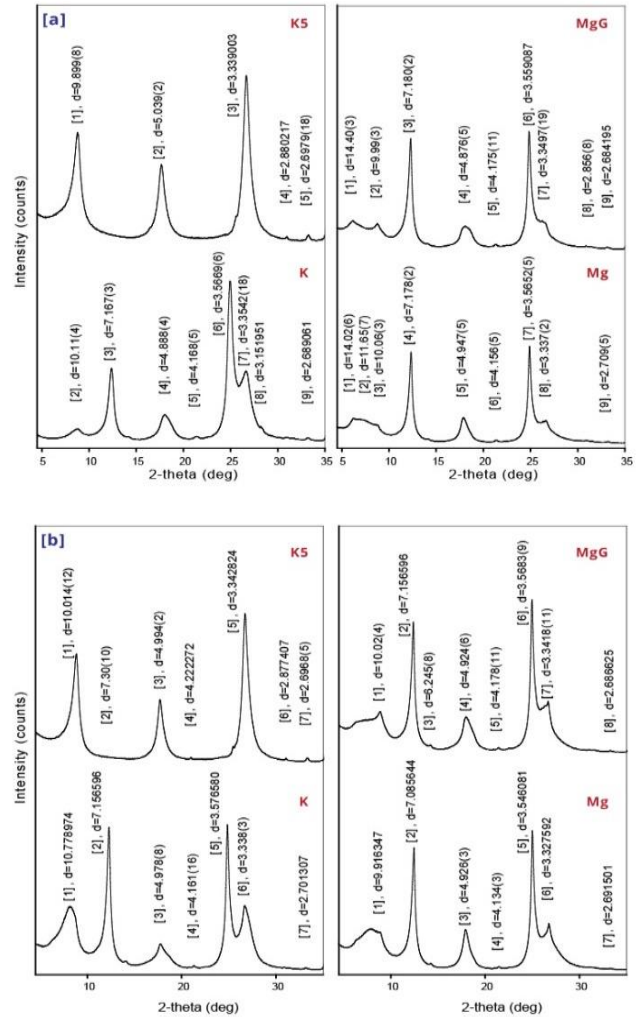 [a]
K5
[1], d=9.899(8)
[2], d=5.039(2)
[3], d=3.339003
[4], d=2.880217
[5], d=2.6979(18)
K
[2], d=10.11(4)
[3], d=7.167(3)
[4], d=4.888(4)
[5], d=4.168(5)
[6], d=3.5669(6)
[7], d=3.3542(18)
[8], d=3.151951
[9], d=2.689061
5 10 15 20 25 30 35
2-theta (deg)
Intensity (counts)
MgG
[1], d=14.40(3)
[2], d=9.99(3)
[3], d=7.180(2)
[4], d=4.876(5)
[5], d=4.175(11)
[6], d=3.559087
[7], d=3.3497(19)
[8], d=2.856(8)
[9], d=2.684195
Mg
[1], d=14.02(6)
[2], d=11.65(7)
[3], d=10.06(3)
[4], d=7.178(2)
[5], d=4.947(5)
[6], d=4.156(5)
[7], d=3.5652(5)
[8], d=3.337(2)
[9], d=2.709(5)
5 10 15 20 25 30 35
2-theta (deg)
[b]
K5
[1], d=10.014(12)
[2], d=7.30(10)
[3], d=4.994(2)
[4], d=4.222272
[5], d=3.342824
[6], d=2.877407
[7], d=2.6968(5)
K
[1], d=10.778974
[2], d=7.156596
[3], d=4.978(8)
[4], d=4.161(16)
[5], d=3.576580
[6], d=3.338(3)
[7], d=2.701307
10 20 30
2-theta (deg)
Intensity (counts)
MgG
[1], d=10.02(4)
[2], d=7.156596
[3], d=6.245(8)
[4], d=4.924(6)
[5], d=4.178(11)
[6], d=3.5683(9)
[7], d=3.3418(11)
[8], d=2.686625
Mg
[1], d=9.916347
[2], d=7.085644
[3], d=4.926(3)
[4], d=4.134(3)
[5], d=3.546081
[6], d=3.327592
[7], d=2.691501
10 20 30
2-theta (deg)